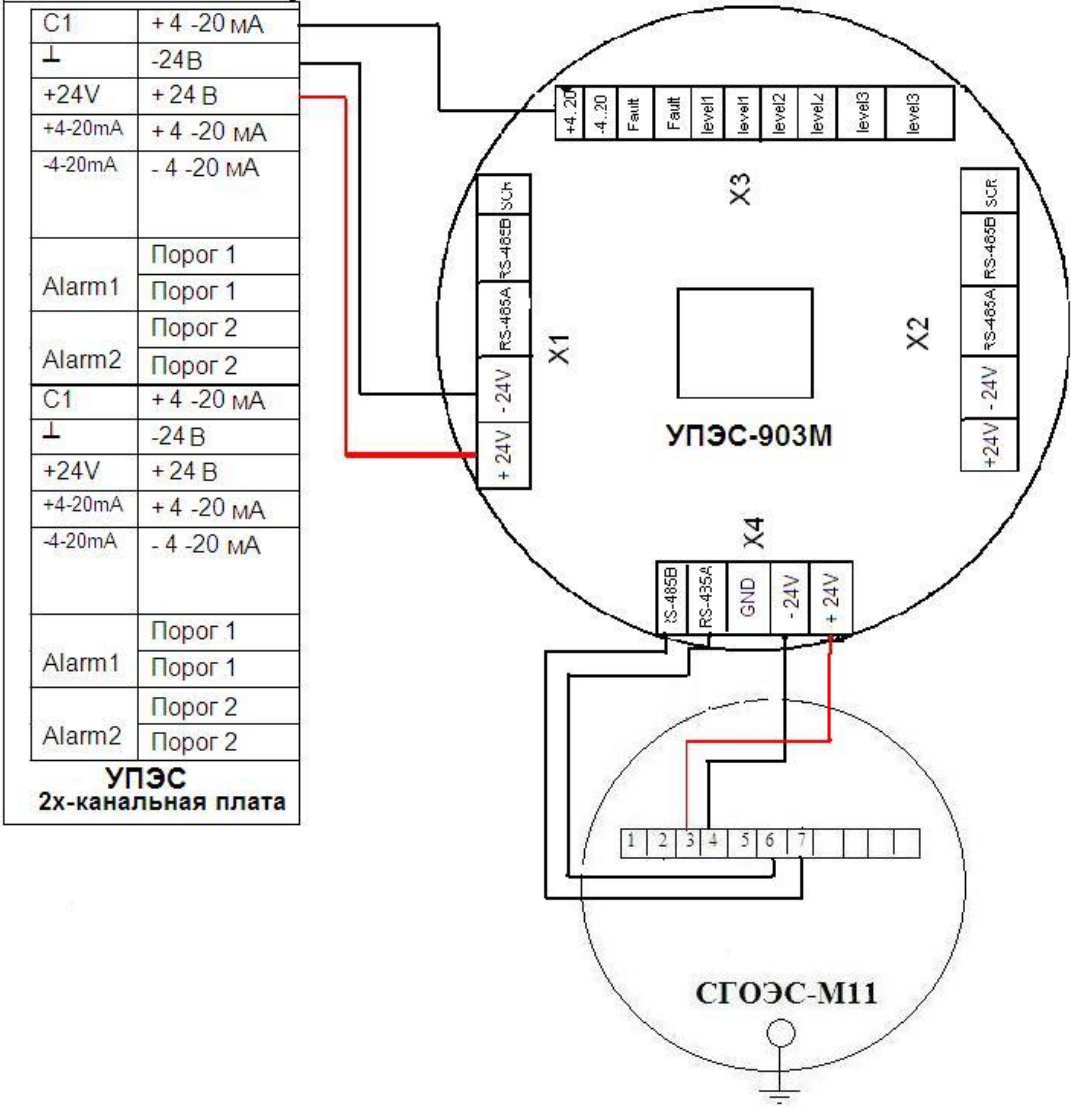 C1 +4 -20 мА
⊥ -24В
+24V +24 В
+4-20mA +4 -20 мА
-4-20mA - 4 -20 мА
Alarm1
Порог 1
Порог 1
Alarm2
Порог 2
Порог 2
C1 +4 -20 мА
⊥ -24 В
+24V +24 В
+4-20mA +4 -20 мА
-4-20mA - 4 -20 мА
Alarm1
Порог 1
Порог 1
Alarm2
Порог 2
Порог 2
УПЭС
2х-канальная плата
+4..20 -4..20 Fault Fault level1 level1 level2 level2 level3 level3
X3
SCR
RS-485B
RS-485A
- 24V
+ 24V
X1
SCR
RS-485B
RS-485A
- 24V
+24V
X2
УПЭС-903М
X4
RS-485A GND - 24V + 24V
1 2 3 4 5 6 7
СГОЭС-М11